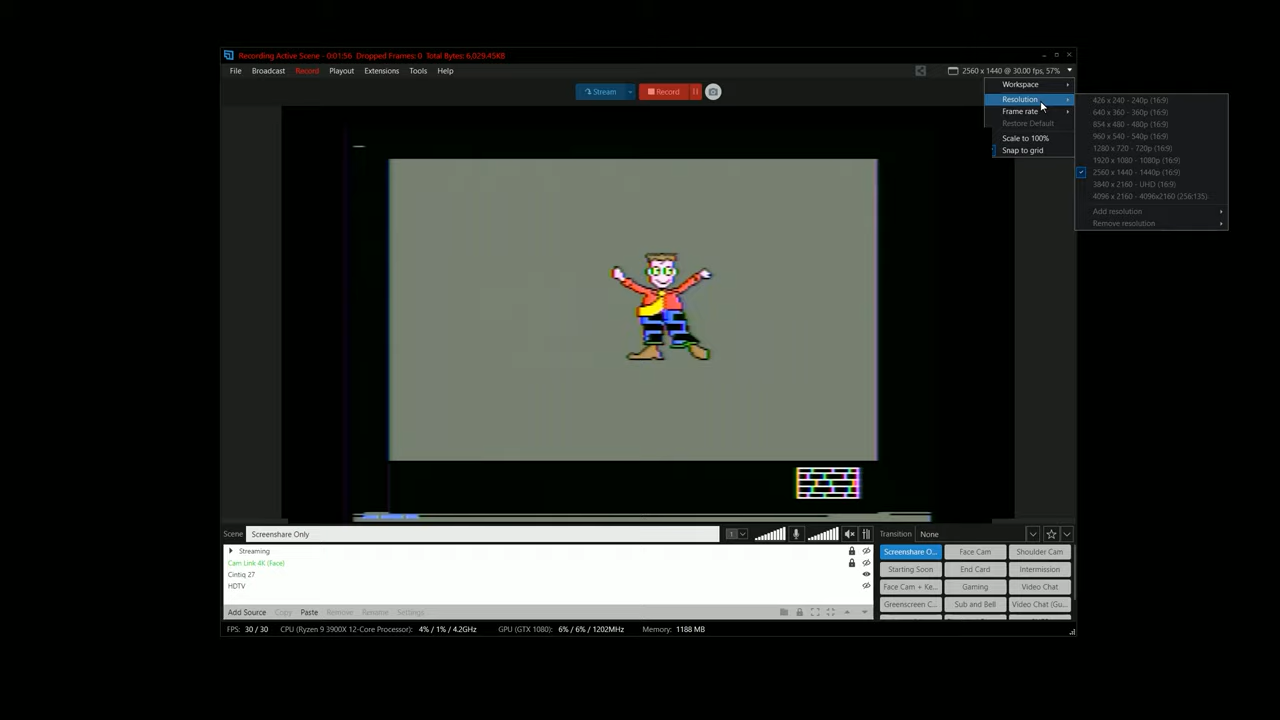 Recording Active Scene - 0:01:56 Dropped Frames: 0 Total Bytes: 6,029.45KB
File Broadcast Record Playout Extensions Tools Help
2560 x 1440 @ 30.00 fps, 57%
Stream
Record
Workspace
Resolution
Frame rate
Restore Default
Scale to 100%
Snap to grid
426 x 240 - 240p (16:9)
640 x 360 - 360p (16:9)
854 x 480 - 480p (16:9)
960 x 540 - 540p (16:9)
1280 x 720 - 720p (16:9)
1920 x 1080 - 1080p (16:9)
2560 x 1440 - 1440p (16:9)
3840 x 2160 - UHD (16:9)
4096 x 2160 - 4096x2160 (256:135)
Add resolution
Remove resolution
Scene Screenshare Only 1
Transition None
Streaming
Cam Link 4K (Face)
Cintiq 27
HDTV
Screenshare O... Face Cam Shoulder Cam
Starting Soon End Card Intermission
Face Cam + Ke... Gaming Video Chat
Greenscreen C... Sub and Bell Video Chat (Gu...
Add Source Copy Paste Remove Rename Settings...
FPS: 30 / 30 CPU (Ryzen 9 3900X 12-Core Processor): 4% / 1% / 4.2GHz GPU (GTX 1080): 6% / 6% / 1202MHz Memory: 1188 MB